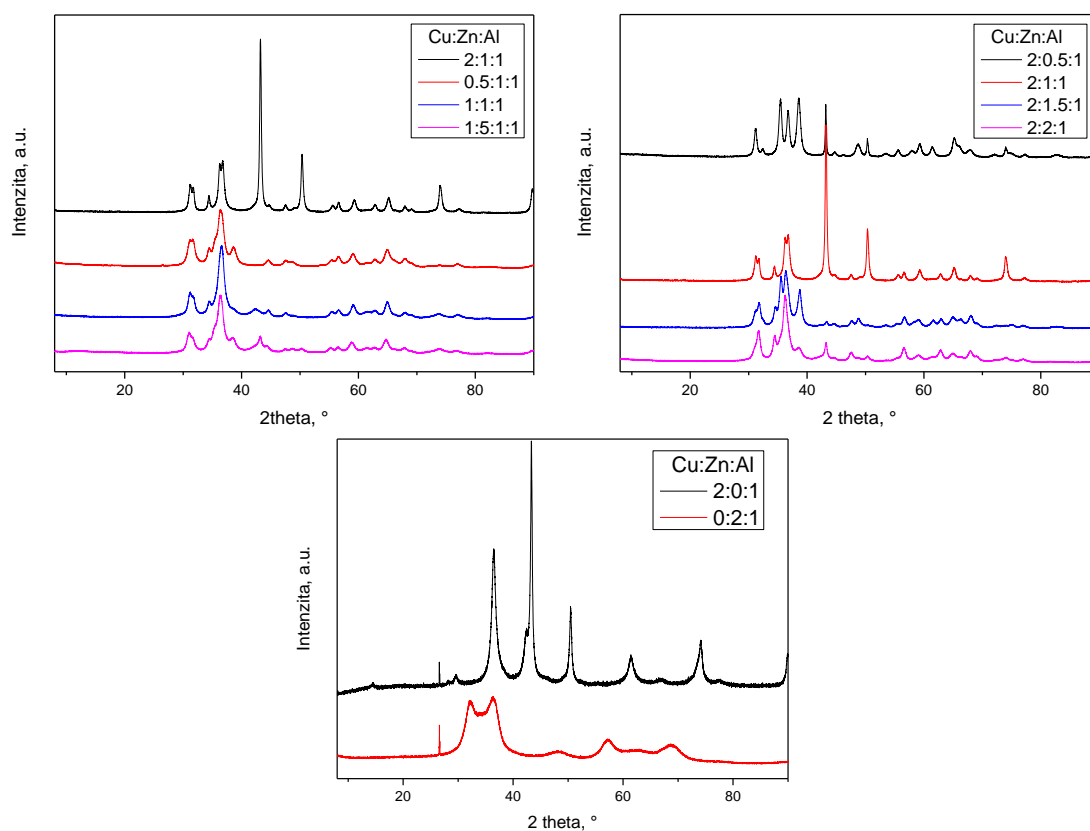 Cu:Zn:Al
2:1:1
0.5:1:1
1:1:1
1:5:1:1
Intenzita, a.u.
20
40
60
80
2theta, °
Cu:Zn:Al
2:0.5:1
2:1:1
2:1.5:1
2:2:1
Intenzita, a.u.
20
40
60
80
2 theta, °
Cu:Zn:Al
2:0:1
0:2:1
Intenzita, a.u.
20
40
60
80
2 theta, °